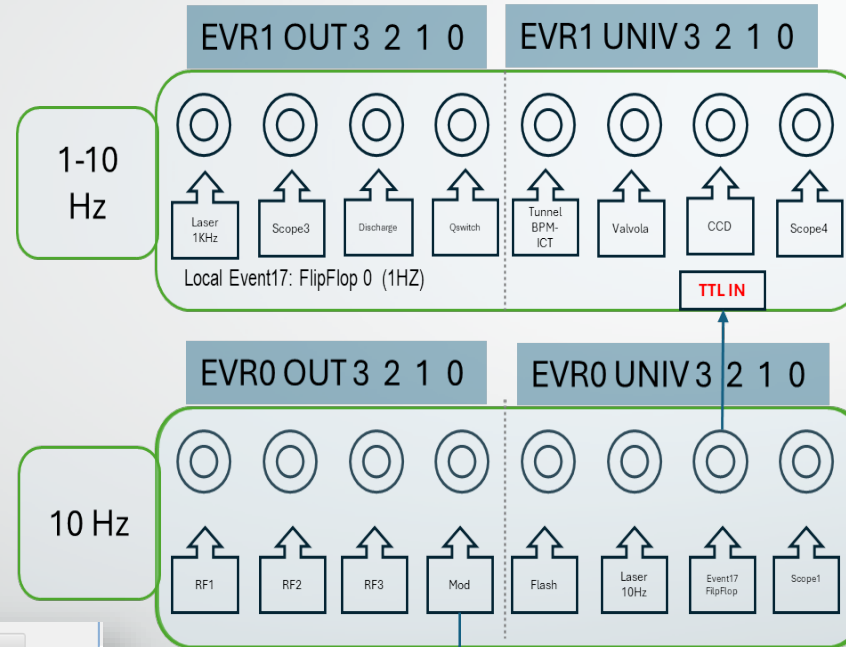 EVR1 OUT 3 2 1 0
EVR1 UNIV 3 2 1 0
1-10
Hz
Laser
1KHz
Scope3
Discharge
Qswitch
Tunnel
BPM-
ICT
Valvola
CCD
Scope4
Local Event17: FlipFlop 0 (1HZ)
TTL IN
EVR0 OUT 3 2 1 0
EVR0 UNIV 3 2 1 0
10 Hz
RF1
RF2
RF3
Mod
Flash
Laser
10Hz
Event17
FilpFlop
Scope1